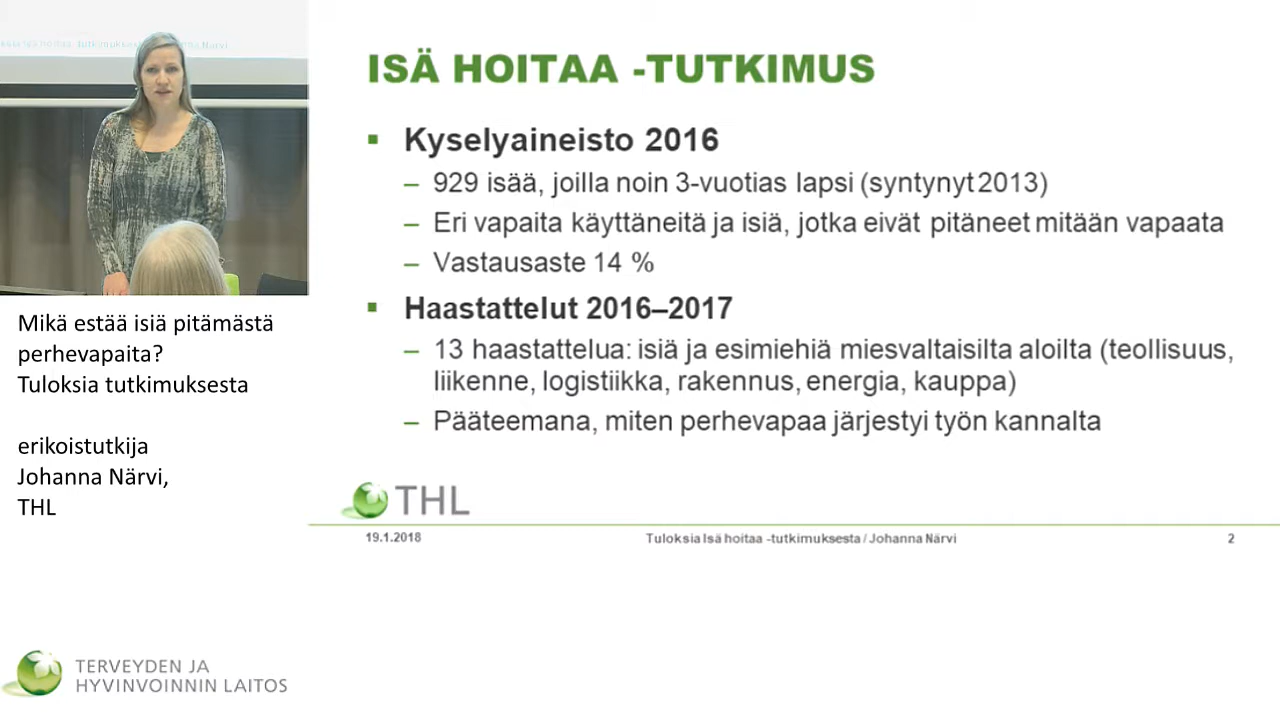 ISÄ HOITAA -TUTKIMUS
Kyselyaineisto 2016
– 929 isää, joilla noin 3-vuotias lapsi (syntynyt 2013)
– Eri vapaita käyttäneitä ja isiä, jotka eivät pitäneet mitään vapaata
– Vastausaste 14 %
Haastattelut 2016–2017
– 13 haastattelua: isiä ja esimiehiä miesvaltaisilta aloilta (teollisuus,
liikenne, logistiikka, rakennus, energia, kauppa)
– Pääteemana, miten perhevapaa järjestyi työn kannalta
THL
19.1.2018
Tuloksia Isä hoitaa -tutkimuksesta / Johanna Närvi
2
Mikä estää isiä pitämästä
perhevapaita?
Tuloksia tutkimuksesta
erikoistutkija
Johanna Närvi,
THL
TERVEYDEN JA
HYVINVOINNIN LAITOS